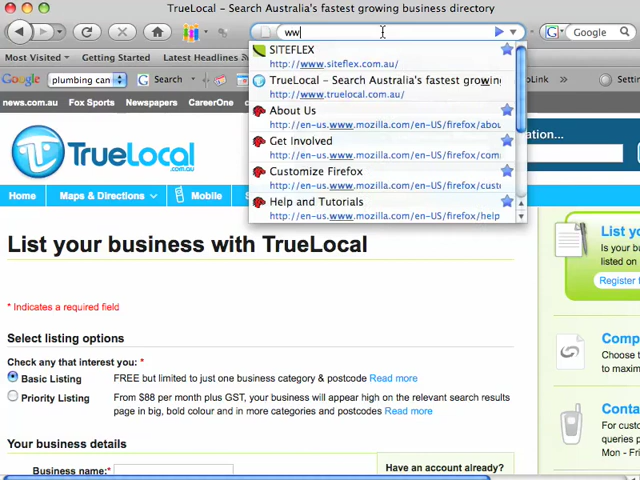 TrueLocal – Search Australia's fastest growing business directory
ww
Google
Most Visited
Getting Started
Latest Headlines
SITEFLEX
http://www.siteflex.com.au/
TrueLocal – Search Australia's fastest growing
http://www.truelocal.com.au/
About Us
http://en-us.www.mozilla.com/en-US/firefox/abou
Get Involved
http://en-us.www.mozilla.com/en-US/firefox/com
Customize Firefox
http://en-us.www.mozilla.com/en-US/firefox/cust
Help and Tutorials
http://en-us.www.mozilla.com/en-US/firefox/help
Google
plumbing can
Search
Link
news.com.au
Fox Sports
Newspapers
CareerOne
TrueLocal
.com.au
ation...
Home
Maps & Directions
Mobile
List your business with TrueLocal
* Indicates a required field
Select listing options
Check any that interest you: *
Basic Listing
FREE but limited to just one business category & postcode Read more
Priority Listing
From $88 per month plus GST, your business will appear high on the relevant search results
page in big, bold colour and in more categories and postcodes Read more
Your business details
Business name: *
Have an account already?
List yo
Is your bu
listed on
Register f
Comp
Choose t
to maxim
Conta
For custo
queries p
Mon - Fri